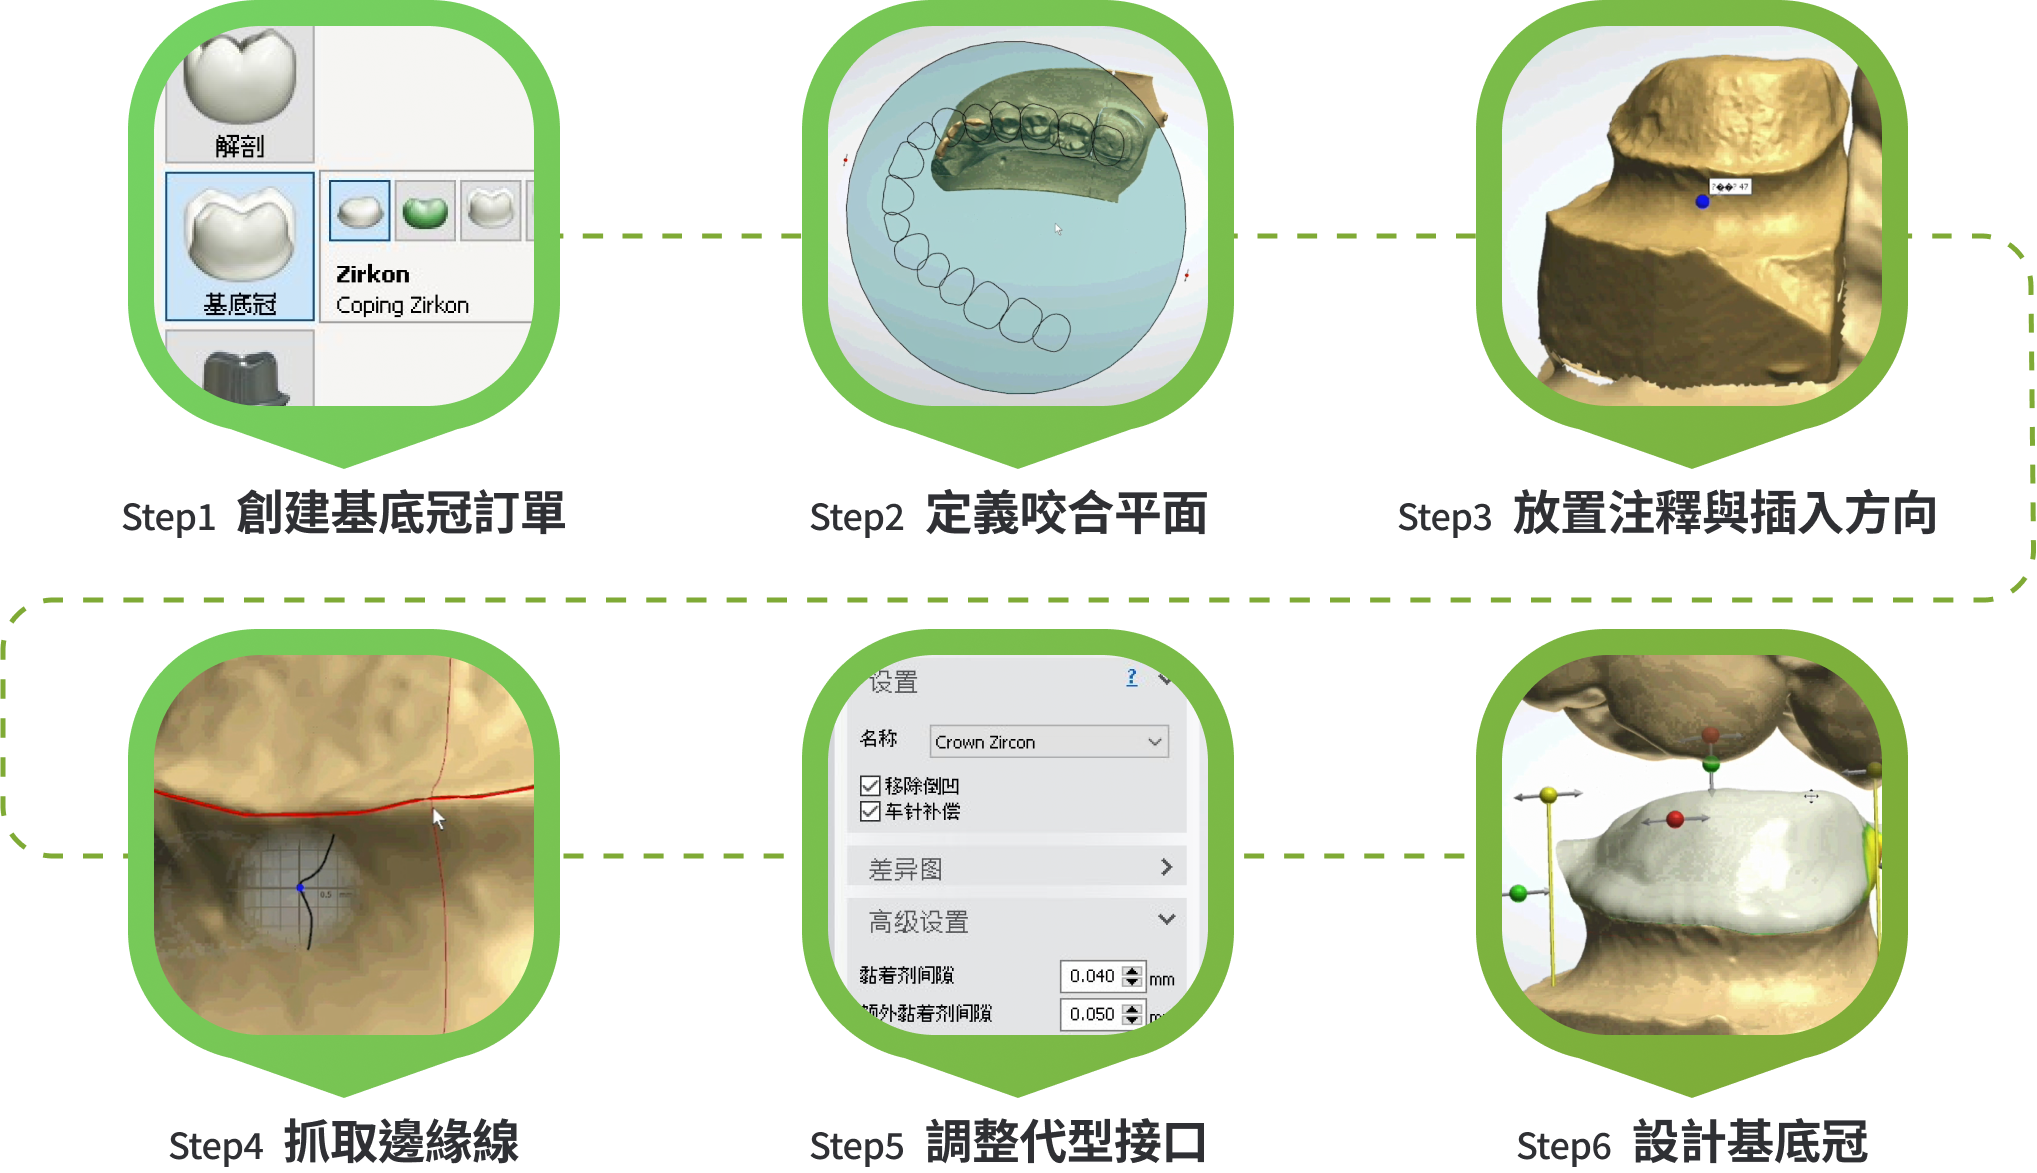 解剖
基底冠
Zirkon
Coping Zirkon
47
Step1 創建基底冠訂單
Step2 定義咬合平面
Step3 放置注釋與插入方向
0.5
设置 ?
名称 Crown Zircon
移除倒凹
车针补偿
差异图
高级设置
黏着剂间隙 0.040 mm
额外黏着剂间隙 0.050
Step4 抓取邊緣線
Step5 調整代型接口
Step6 設計基底冠